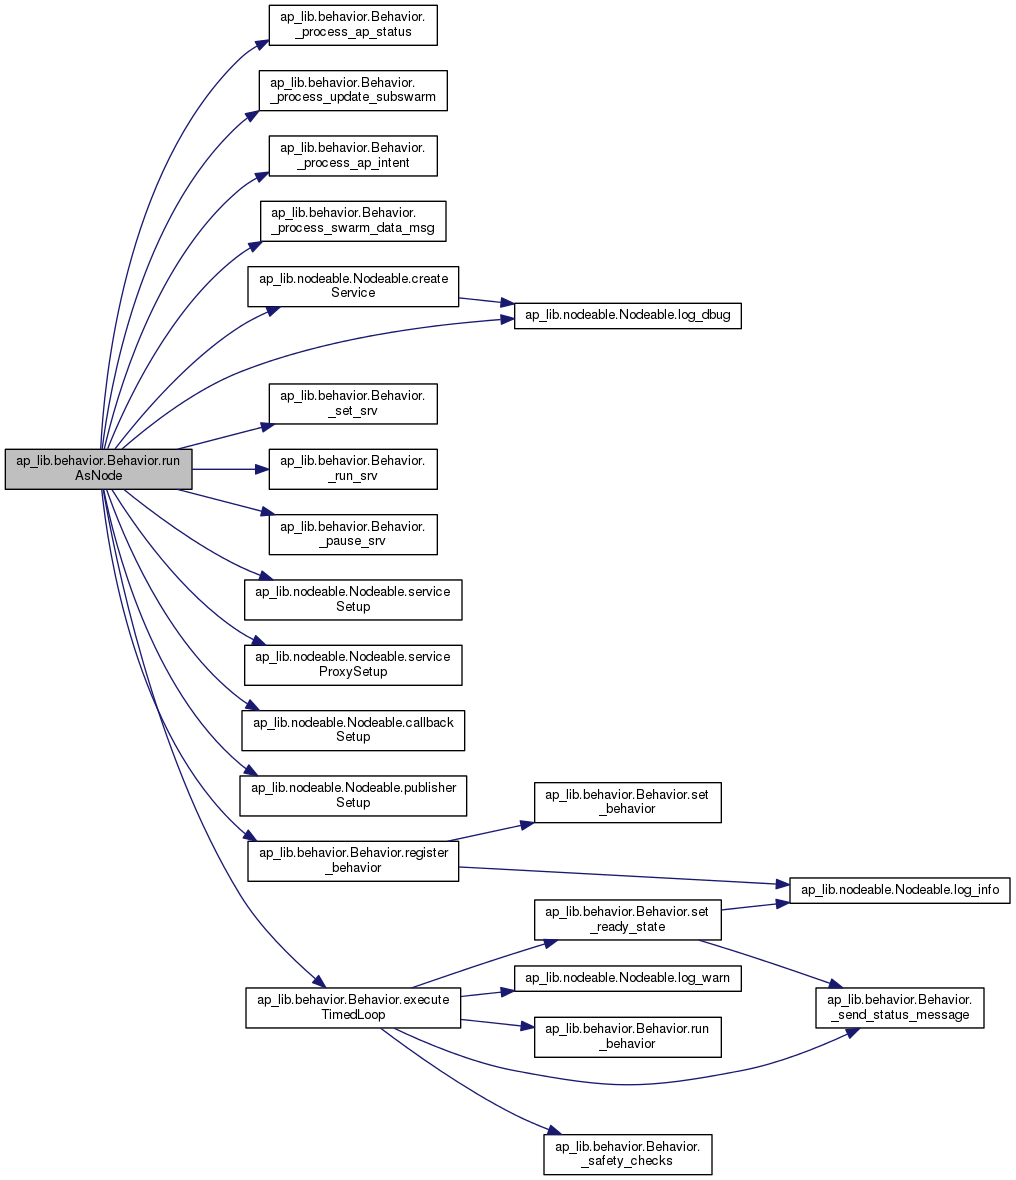 ap_lib.behavior.Behavior.
_process_ap_status
ap_lib.behavior.Behavior.
_process_update_subswarm
ap_lib.behavior.Behavior.
_process_ap_intent
ap_lib.behavior.Behavior.
_process_swarm_data_msg
ap_lib.nodeable.Nodeable.create
Service
ap_lib.nodeable.Nodeable.log_dbug
ap_lib.behavior.Behavior.
_set_srv
ap_lib.behavior.Behavior.run
AsNode
ap_lib.behavior.Behavior.
_run_srv
ap_lib.behavior.Behavior.
_pause_srv
ap_lib.nodeable.Nodeable.service
Setup
ap_lib.nodeable.Nodeable.service
ProxySetup
ap_lib.nodeable.Nodeable.callback
Setup
ap_lib.nodeable.Nodeable.publisher
Setup
ap_lib.behavior.Behavior.set
_behavior
ap_lib.behavior.Behavior.register
_behavior
ap_lib.nodeable.Nodeable.log_info
ap_lib.behavior.Behavior.set
_ready_state
ap_lib.nodeable.Nodeable.log_warn
ap_lib.behavior.Behavior.execute
TimedLoop
ap_lib.behavior.Behavior.
_send_status_message
ap_lib.behavior.Behavior.run
_behavior
ap_lib.behavior.Behavior.
_safety_checks